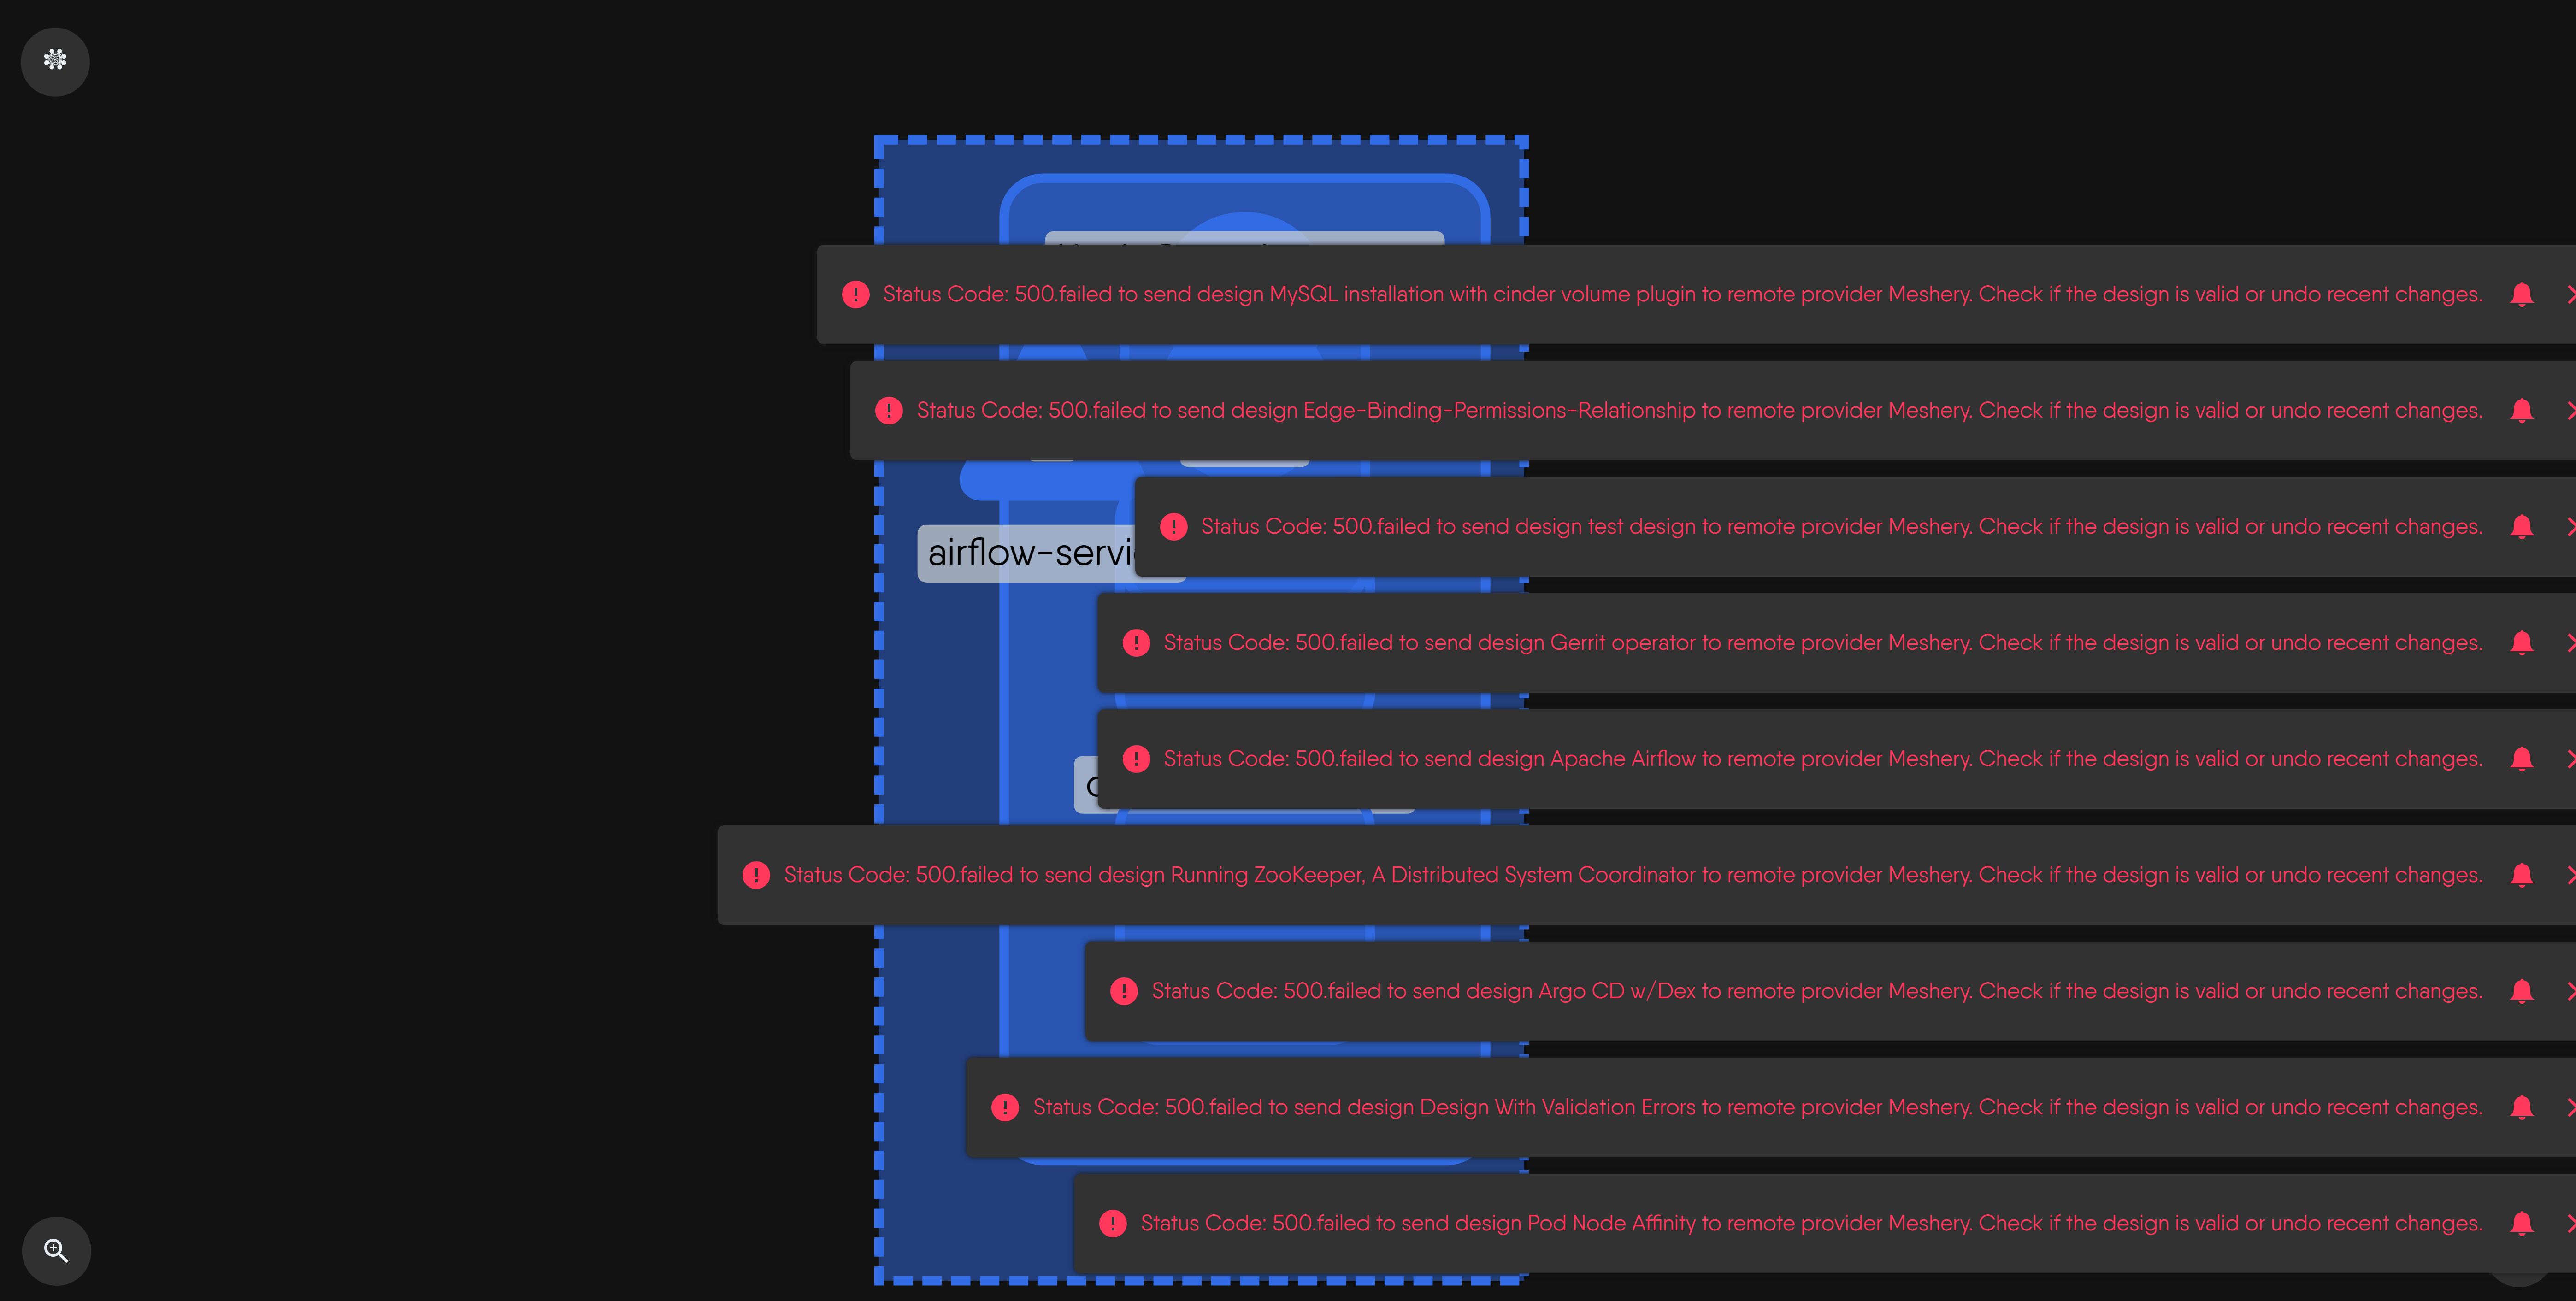 Status Code: 500.failed to send design MySQL installation with cinder volume plugin to remote provider Meshery. Check if the design is valid or undo recent changes.
Status Code: 500.failed to send design Edge-Binding-Permissions-Relationship to remote provider Meshery. Check if the design is valid or undo recent changes.
Status Code: 500.failed to send design test design to remote provider Meshery. Check if the design is valid or undo recent changes.
airflow-servi
Status Code: 500.failed to send design Gerrit operator to remote provider Meshery. Check if the design is valid or undo recent changes.
Status Code: 500.failed to send design Apache Airflow to remote provider Meshery. Check if the design is valid or undo recent changes.
Status Code: 500.failed to send design Running ZooKeeper, A Distributed System Coordinator to remote provider Meshery. Check if the design is valid or undo recent changes.
Status Code: 500.failed to send design Argo CD w/Dex to remote provider Meshery. Check if the design is valid or undo recent changes.
Status Code: 500.failed to send design Design With Validation Errors to remote provider Meshery. Check if the design is valid or undo recent changes.
Status Code: 500.failed to send design Pod Node Affinity to remote provider Meshery. Check if the design is valid or undo recent changes.